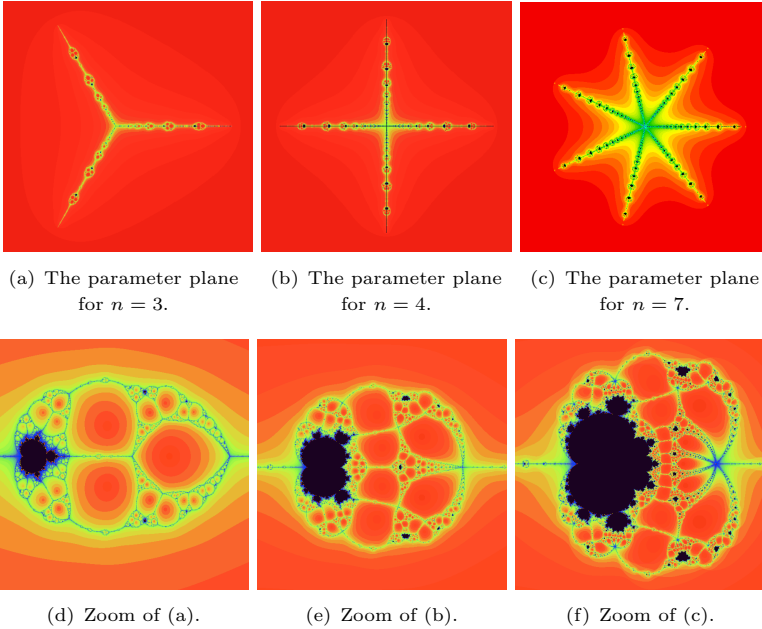 (a) The parameter plane
for n = 3.
(b) The parameter plane
for n = 4.
(c) The parameter plane
for n = 7.
(d) Zoom of (a).
(e) Zoom of (b).
(f) Zoom of (c).